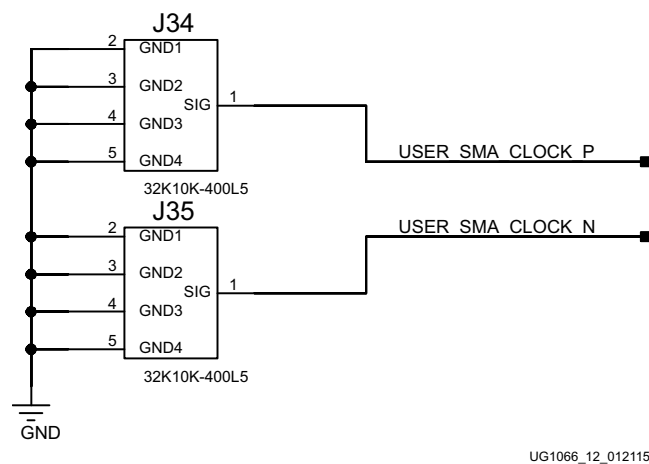 J34
2 GND1
3 GND2
SIG 1
4 GND3
5 GND4
USER_SMA_CLOCK_P
32K10K-400L5
J35
2 GND1
USER_SMA_CLOCK_N
3 GND2
SIG 1
4 GND3
5 GND4
32K10K-400L5
GND
UG1066_12_012115